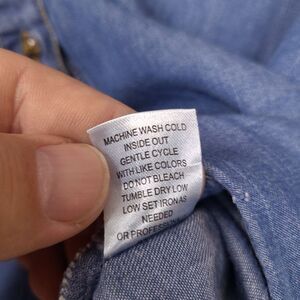 MACHINE WASH COLD
INSIDE OUT
GENTLE CYCLE
WITH LIKE COLORS
DO NOT BLEACH
TUMBLE DRY LOW
LOW SET IRON AS
NEEDED
OR